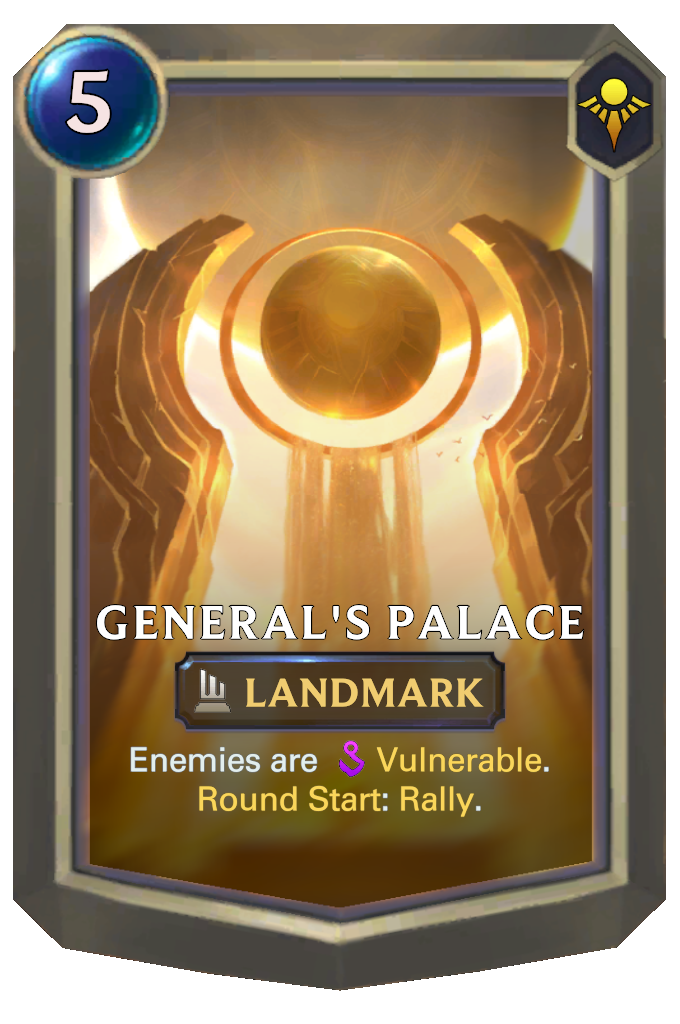 5
GENERAL'S PALACE
LANDMARK
Enemies are Vulnerable.
Round Start: Rally.